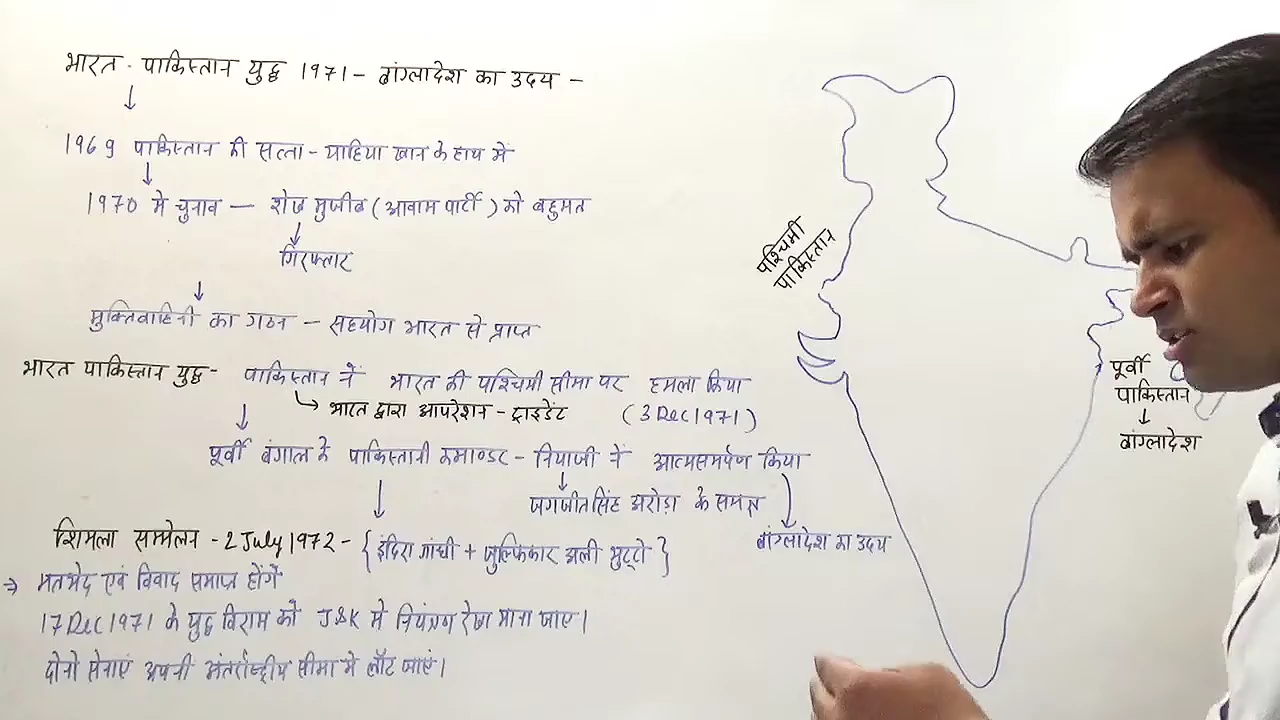 भारत - पाकिस्तान युद्ध 1971 - बांग्लादेश का उदय -
1969 पाकिस्तान की सत्ता - याहिया खान के हाथ में
1970 में चुनाव - शेख मुजीब (आवाम पार्टी) को बहुमत
गिरफ्तार
मुक्तिवाहिनी का गठन - सहयोग भारत से प्राप्त
भारत पाकिस्तान युद्ध - पाकिस्तान नें भारत की पश्चिमी सीमा पर हमला किया
भारत द्वारा आपरेशन - ट्राइडेंट (3 Dec 1971)
पूर्वी बंगाल के पाकिस्तानी कमाण्डर - नियाजी नें आत्मसमर्पण किया
जगजीत सिंह अरोड़ा के समक्ष
बांग्लादेश का उदय
शिमला सम्मेलन - 2 July 1972 - {इंदिरा गांधी + जुल्फिकार अली भुट्टो}
⇒ मतभेद एवं विवाद समाप्त होंगें
17 Dec 1971 के युद्ध विराम को J&K में नियंत्रण रेखा माना जाए।
दोनो सेनाएं अपनी अंतर्राष्ट्रीय सीमा में लौट जाएं।
पश्चिमी
पाकिस्तान
पूर्वी
पाकिस्तान
बांग्लादेश